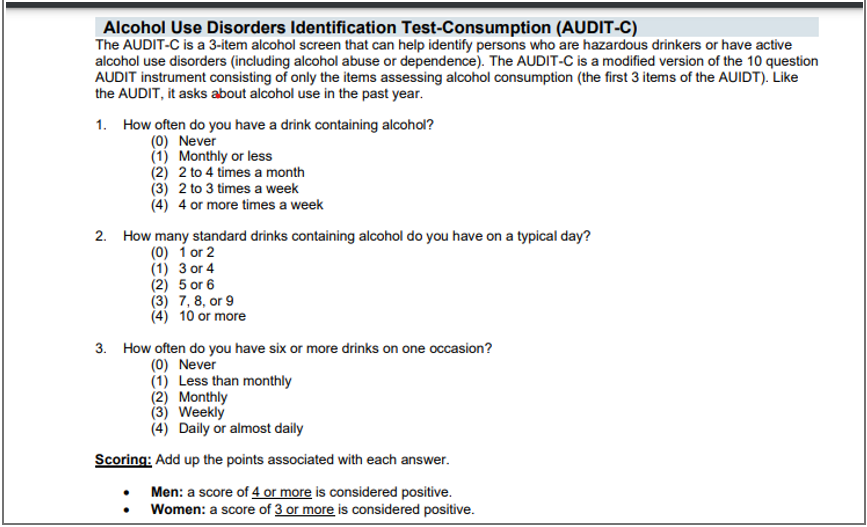 Alcohol Use Disorders Identification Test-Consumption (AUDIT-C)
The AUDIT-C is a 3-item alcohol screen that can help identify persons who are hazardous drinkers or have active
alcohol use disorders (including alcohol abuse or dependence). The AUDIT-C is a modified version of the 10 question
AUDIT instrument consisting of only the items assessing alcohol consumption (the first 3 items of the AUIDT). Like
the AUDIT, it asks about alcohol use in the past year.
1. How often do you have a drink containing alcohol?
(0) Never
(1) Monthly or less
(2) 2 to 4 times a month
(3) 2 to 3 times a week
(4) 4 or more times a week
2. How many standard drinks containing alcohol do you have on a typical day?
(0) 1 or 2
(1) 3 or 4
(2) 5 or 6
(3) 7, 8, or 9
(4) 10 or more
3. How often do you have six or more drinks on one occasion?
(0) Never
(1) Less than monthly
(2) Monthly
(3) Weekly
(4) Daily or almost daily
Scoring: Add up the points associated with each answer.
• Men: a score of 4 or more is considered positive.
• Women: a score of 3 or more is considered positive.